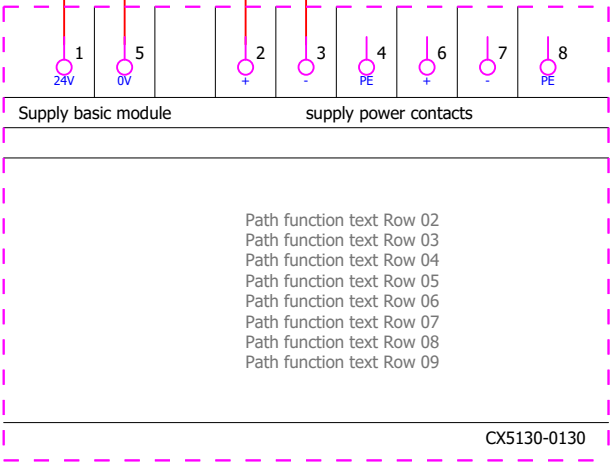 1 5 2 3 4 6 7 8
24V 0V + - PE + - PE
Supply basic module supply power contacts
Path function text Row 02
Path function text Row 03
Path function text Row 04
Path function text Row 05
Path function text Row 06
Path function text Row 07
Path function text Row 08
Path function text Row 09
CX5130-0130